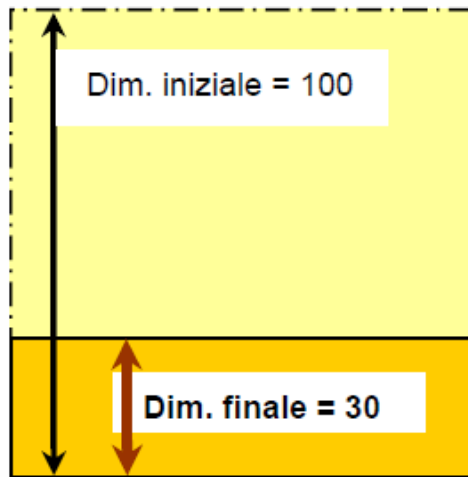 Dim. iniziale = 100
Dim. finale = 30